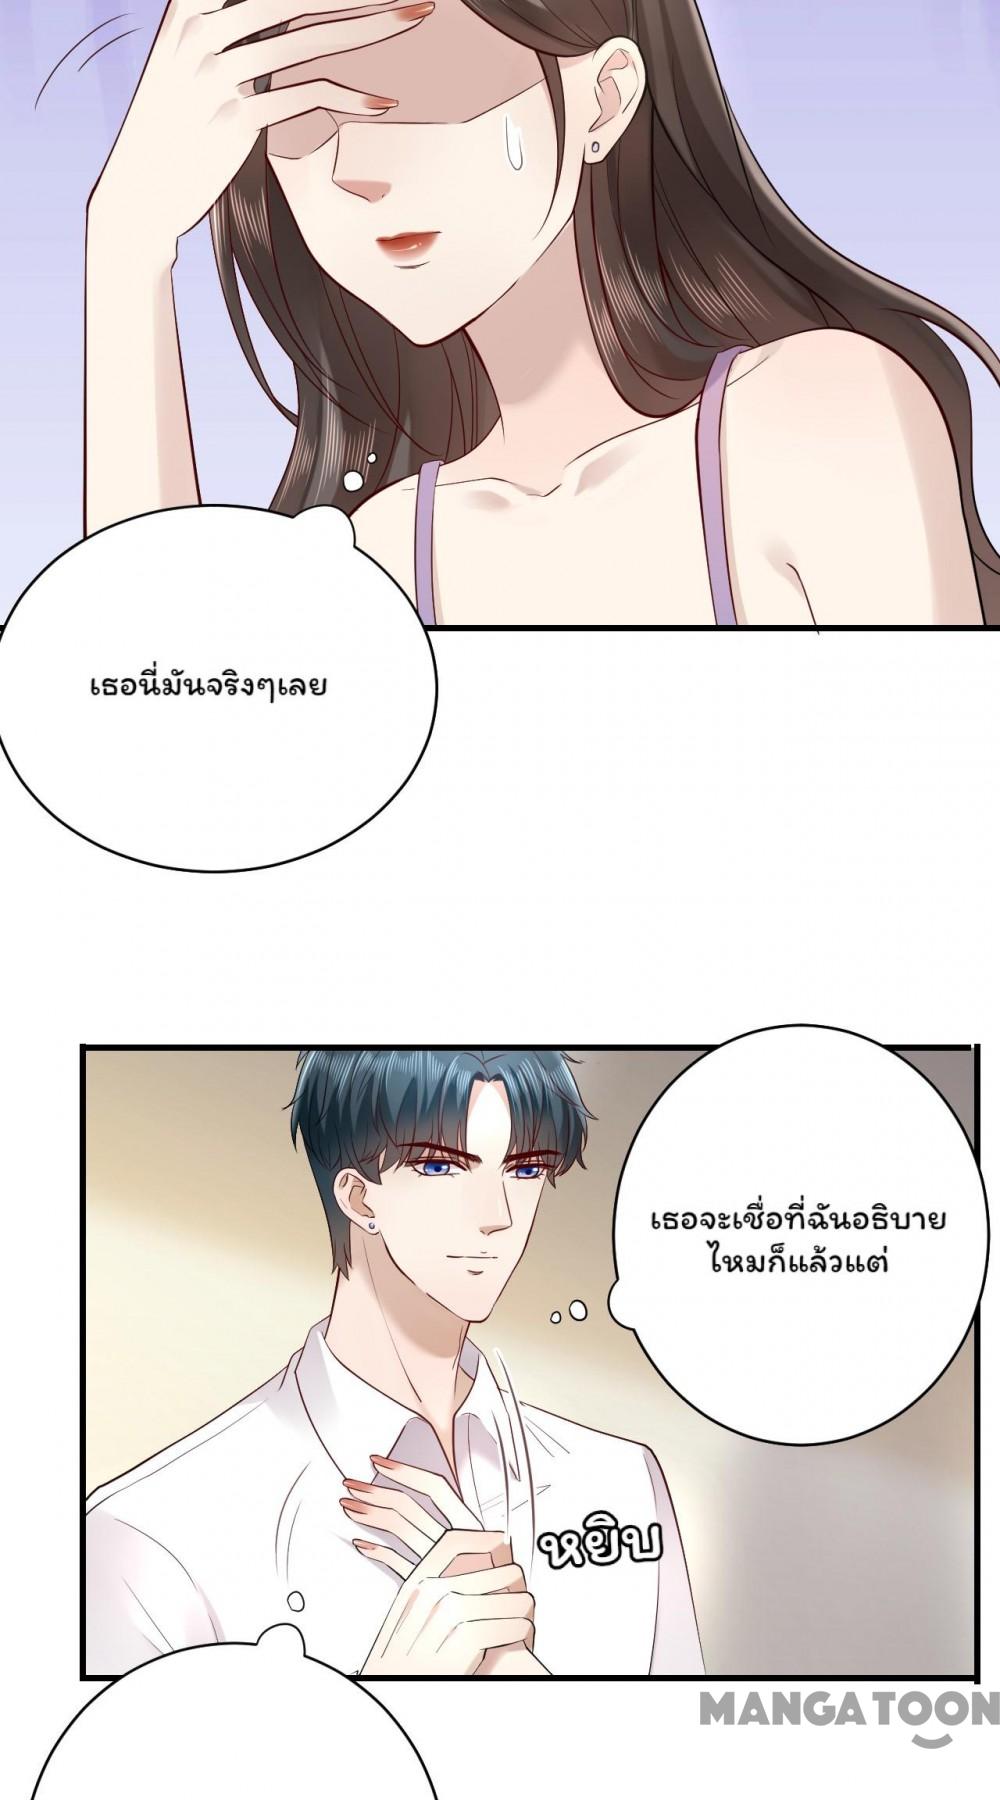 เธอนี่มันจริงๆเลย
เธอจะเชื่อที่ฉันอธิบาย
ไหมก็แล้วแต่
หยิบ
MANGATOON